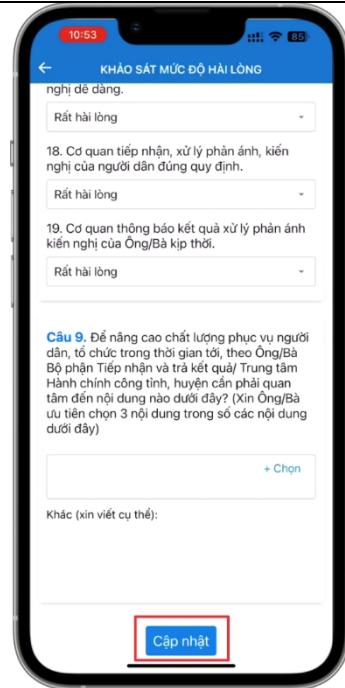 10:53
85
KHẢO SÁT MỨC ĐỘ HÀI LÒNG
nghị dễ dàng.
Rất hài lòng
18. Cơ quan tiếp nhận, xử lý phản ánh, kiến
nghị của người dân đúng quy định.
Rất hài lòng
19. Cơ quan thông báo kết quả xử lý phản ánh
kiến nghị của Ông/Bà kịp thời.
Rất hài lòng
Câu 9. Để nâng cao chất lượng phục vụ người
dân, tổ chức trong thời gian tới, theo Ông/Bà
Bộ phận Tiếp nhận và trả kết quả/ Trung tâm
Hành chính công tỉnh, huyện cần phải quan
tâm đến nội dung nào dưới đây? (Xin Ông/Bà
ưu tiên chọn 3 nội dung trong số các nội dung
dưới đây)
+ Chọn
Khác (xin viết cụ thể):
Cập nhật